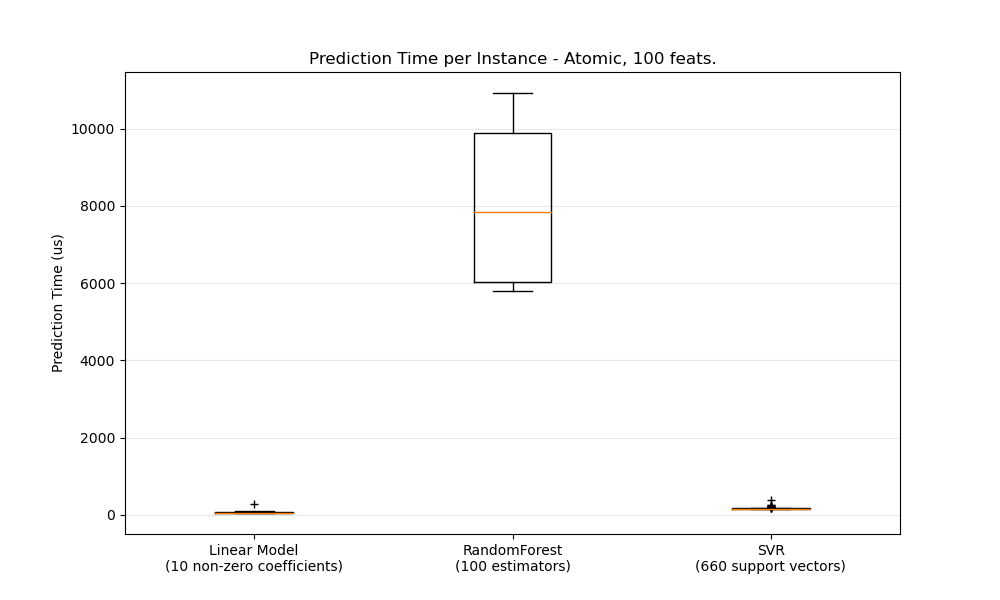 Prediction Time per Instance - Atomic, 100 feats.
Prediction Time (us)
10000
8000
6000
4000
2000
0
Linear Model
(10 non-zero coefficients)
RandomForest
(100 estimators)
SVR
(660 support vectors)